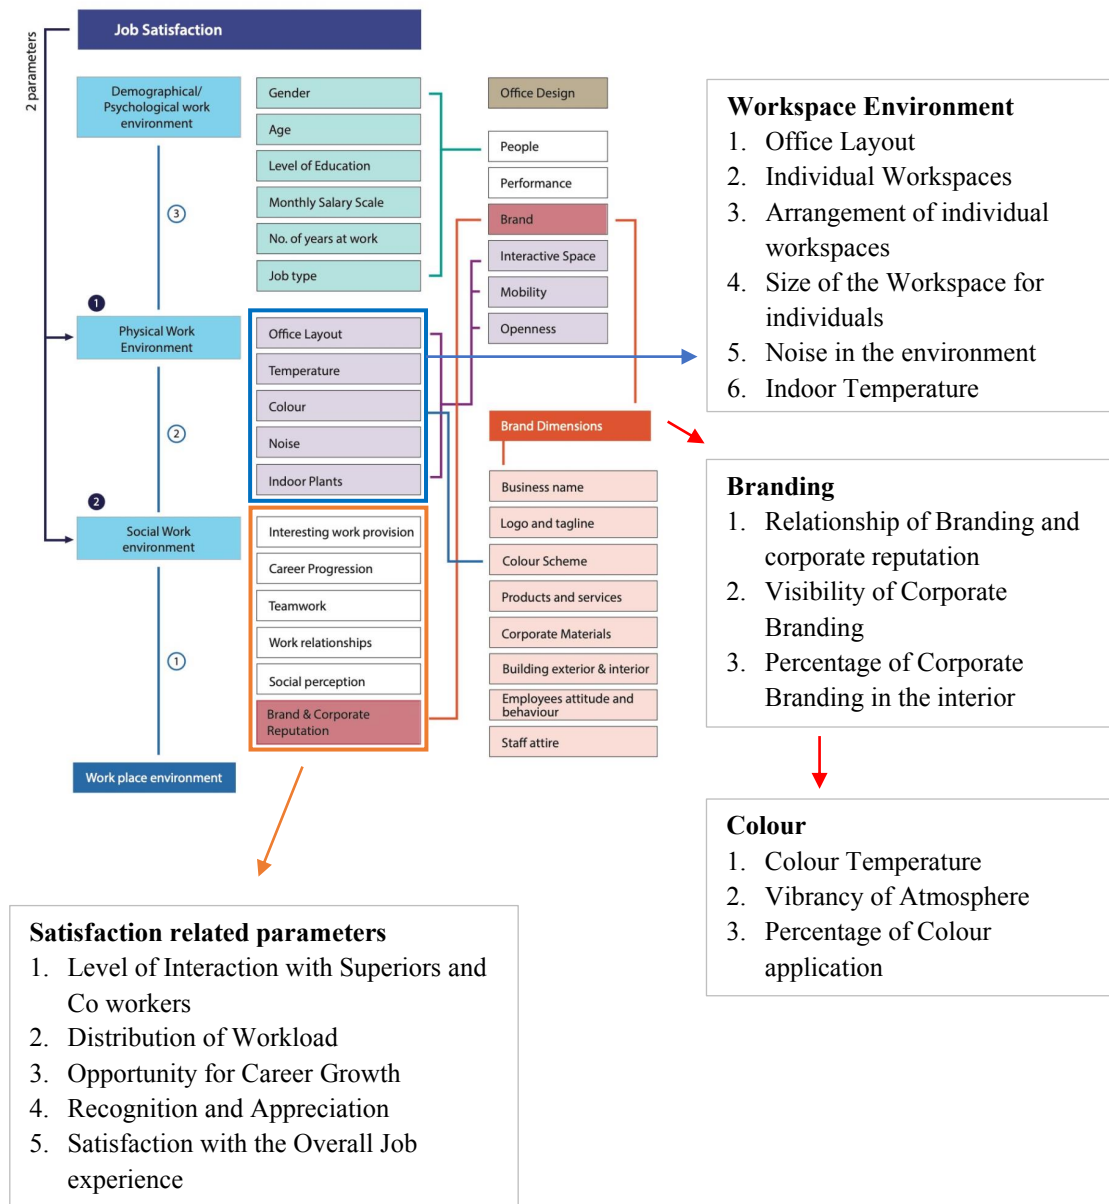 Job Satisfaction
2 parameters
Demographical/
Psychological work
environment
3
1
Physical Work
Environment
2
2
Social Work
environment
1
Work place environment
Gender
Age
Level of Education
Monthly Salary Scale
No. of years at work
Job type
Office Layout
Temperature
Colour
Noise
Indoor Plants
Interesting work provision
Career Progression
Teamwork
Work relationships
Social perception
Brand & Corporate
Reputation
Office Design
People
Performance
Brand
Interactive Space
Mobility
Openness
Brand Dimensions
Business name
Logo and tagline
Colour Scheme
Products and services
Corporate Materials
Building exterior & interior
Employees attitude and
behaviour
Staff attire
Workspace Environment
1. Office Layout
2. Individual Workspaces
3. Arrangement of individual
workspaces
4. Size of the Workspace for
individuals
5. Noise in the environment
6. Indoor Temperature
Branding
1. Relationship of Branding and
corporate reputation
2. Visibility of Corporate
Branding
3. Percentage of Corporate
Branding in the interior
Colour
1. Colour Temperature
2. Vibrancy of Atmosphere
3. Percentage of Colour
application
Satisfaction related parameters
1. Level of Interaction with Superiors and
Co workers
2. Distribution of Workload
3. Opportunity for Career Growth
4. Recognition and Appreciation
5. Satisfaction with the Overall Job
experience